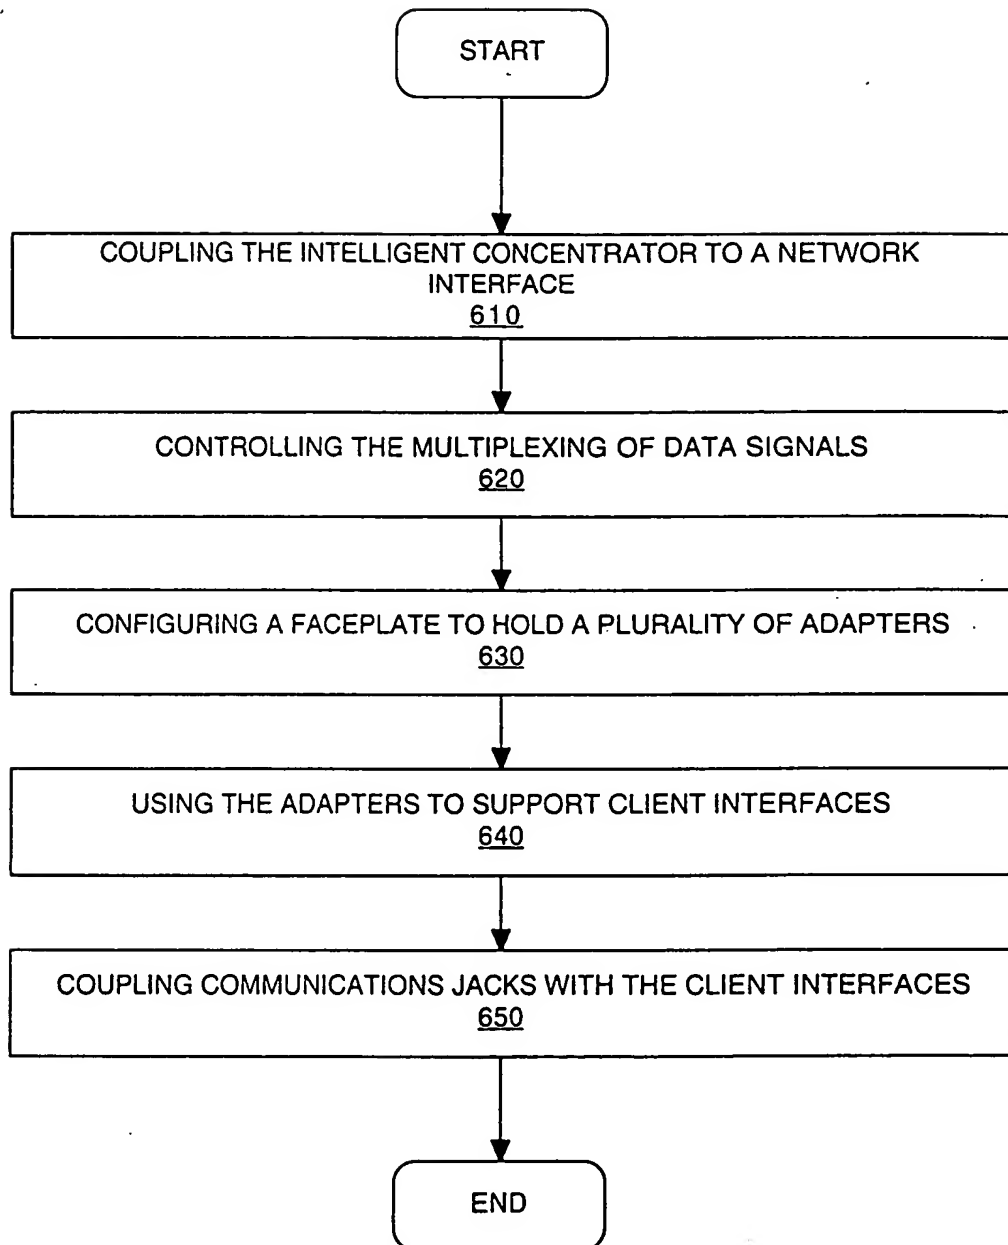 START
COUPLING THE INTELLIGENT CONCENTRATOR TO A NETWORK
INTERFACE
610
CONTROLLING THE MULTIPLEXING OF DATA SIGNALS
620
CONFIGURING A FACEPLATE TO HOLD A PLURALITY OF ADAPTERS
630
USING THE ADAPTERS TO SUPPORT CLIENT INTERFACES
640
COUPLING COMMUNICATIONS JACKS WITH THE CLIENT INTERFACES
650
END